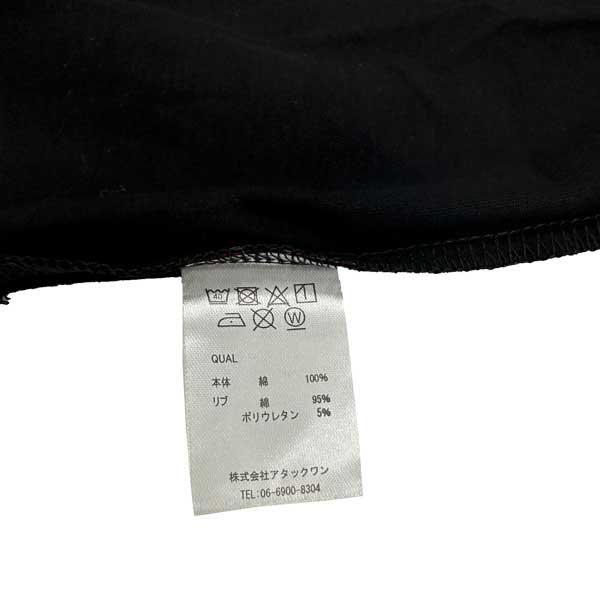 40
W
QUAL
本体 綿 100%
リブ 綿 95%
ポリウレタン 5%
株式会社アタックワン
TEL:06-6900-8304